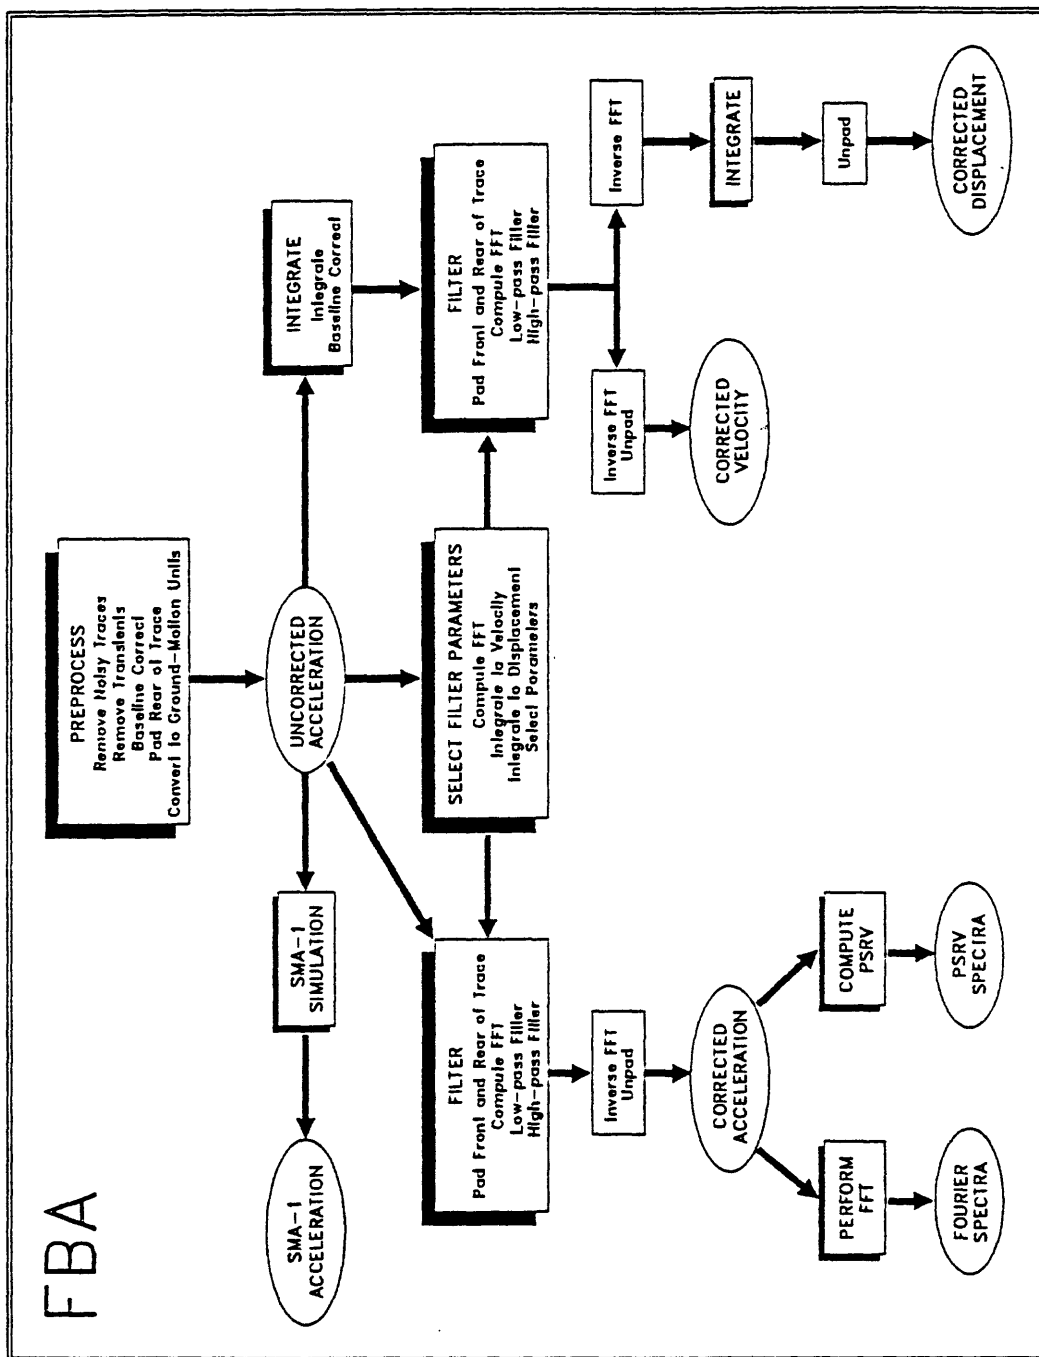 FBA
PREPROCESS
Remove Noisy Traces
Remove Transients
Baseline Correct
Pad Rear of Trace
Convert to Ground-Motion Units
SMA-1
ACCELERATION
SMA-1
SIMULATION
UNCORRECTED
ACCELERATION
INTEGRATE
Integrate
Baseline Correct
FILTER
Pad Front and Rear of Trace
Compute FFT
Low-pass Filter
High-pass Filter
SELECT FILTER PARAMETERS
Compute FFT
Integrate to Velocity
Integrate to Displacement
Select Parameters
FILTER
Pad Front and Rear of Trace
Compute FFT
Low-pass Filter
High-pass Filter
Inverse FFT
Unpad
Inverse FFT
Unpad
Inverse FFT
CORRECTED
ACCELERATION
CORRECTED
VELOCITY
INTEGRATE
PERFORM
FFT
COMPUTE
PSRV
Unpad
FOURIER
SPECTRA
PSRV
SPECTRA
CORRECTED
DISPLACEMENT